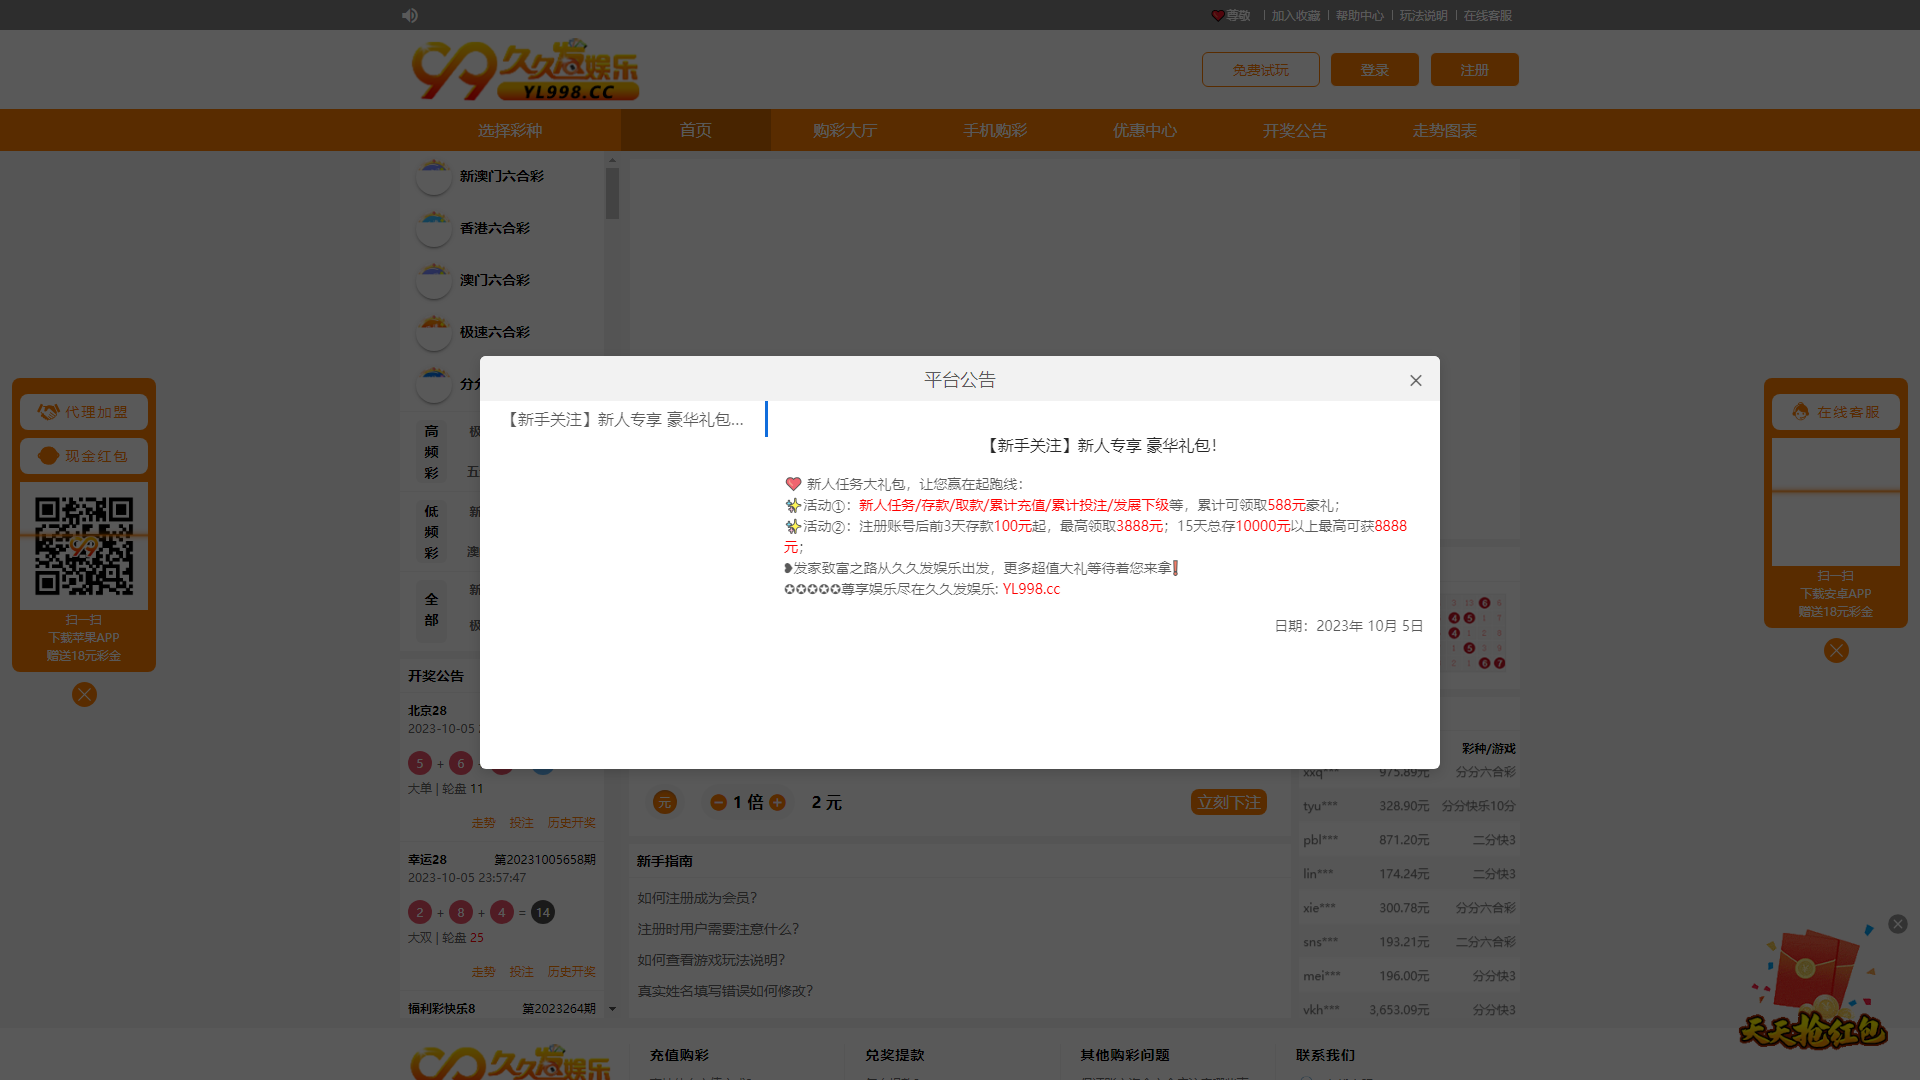 尊敬
加入收藏
帮助中心
玩法说明
在线客服
久久发娱乐
YL998.CC
免费试玩
登录
注册
选择彩种
首页
购彩大厅
手机购彩
优惠中心
开奖公告
走势图表
新澳门六合彩
香港六合彩
澳门六合彩
极速六合彩
高频彩
低频彩
全部
代理加盟
现金红包
扫一扫
下载苹果APP
赠送18元彩金
在线客服
扫一扫
下载安卓APP
赠送18元彩金
平台公告
【新手关注】新人专享 豪华礼包...
【新手关注】新人专享 豪华礼包!
❤ 新人任务大礼包，让您赢在起跑线：
✨活动①：新人任务/存款/取款/累计充值/累计投注/发展下级等，累计可领取588元豪礼；
✨活动②：注册账号后前3天存款100元起，最高领取3888元；15天总存10000元以上最高可获8888
元；
❥发家致富之路从久久发娱乐出发，更多超值大礼等待着您来拿❗
✪✪✪✪✪尊享娱乐尽在久久发娱乐: YL998.cc
日期：2023年 10月 5日
开奖公告
北京28
2023-10-05
5 + 6
大单 | 轮盘 11
走势 投注 历史开奖
幸运28 第20231005658期
2023-10-05 23:57:47
2 + 8 + 4 = 14
大双 | 轮盘 25
走势 投注 历史开奖
福利彩快乐8 第2023264期
元
1 倍
2 元
立刻下注
新手指南
如何注册成为会员?
注册时用户需要注意什么?
如何查看游戏玩法说明?
真实姓名填写错误如何修改?
彩种/游戏
xxq*** 975.89元 分分六合彩
tyu*** 328.90元 分分快乐10分
pbl*** 871.20元 二分快3
lin*** 174.24元 二分快3
xie*** 300.78元 分分六合彩
sns*** 193.21元 二分六合彩
mei*** 196.00元 分分快3
vkh*** 3,653.09元 分分快3
天天抢红包
久久发娱乐
充值购彩
兑奖提款
其他购彩问题
联系我们